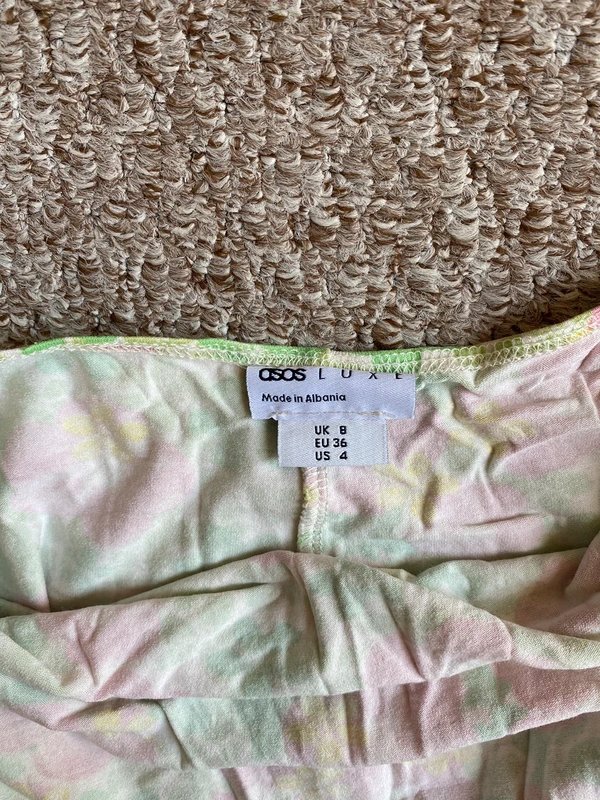 asos LUXE
Made in Albania
UK 8
EU 36
US 4